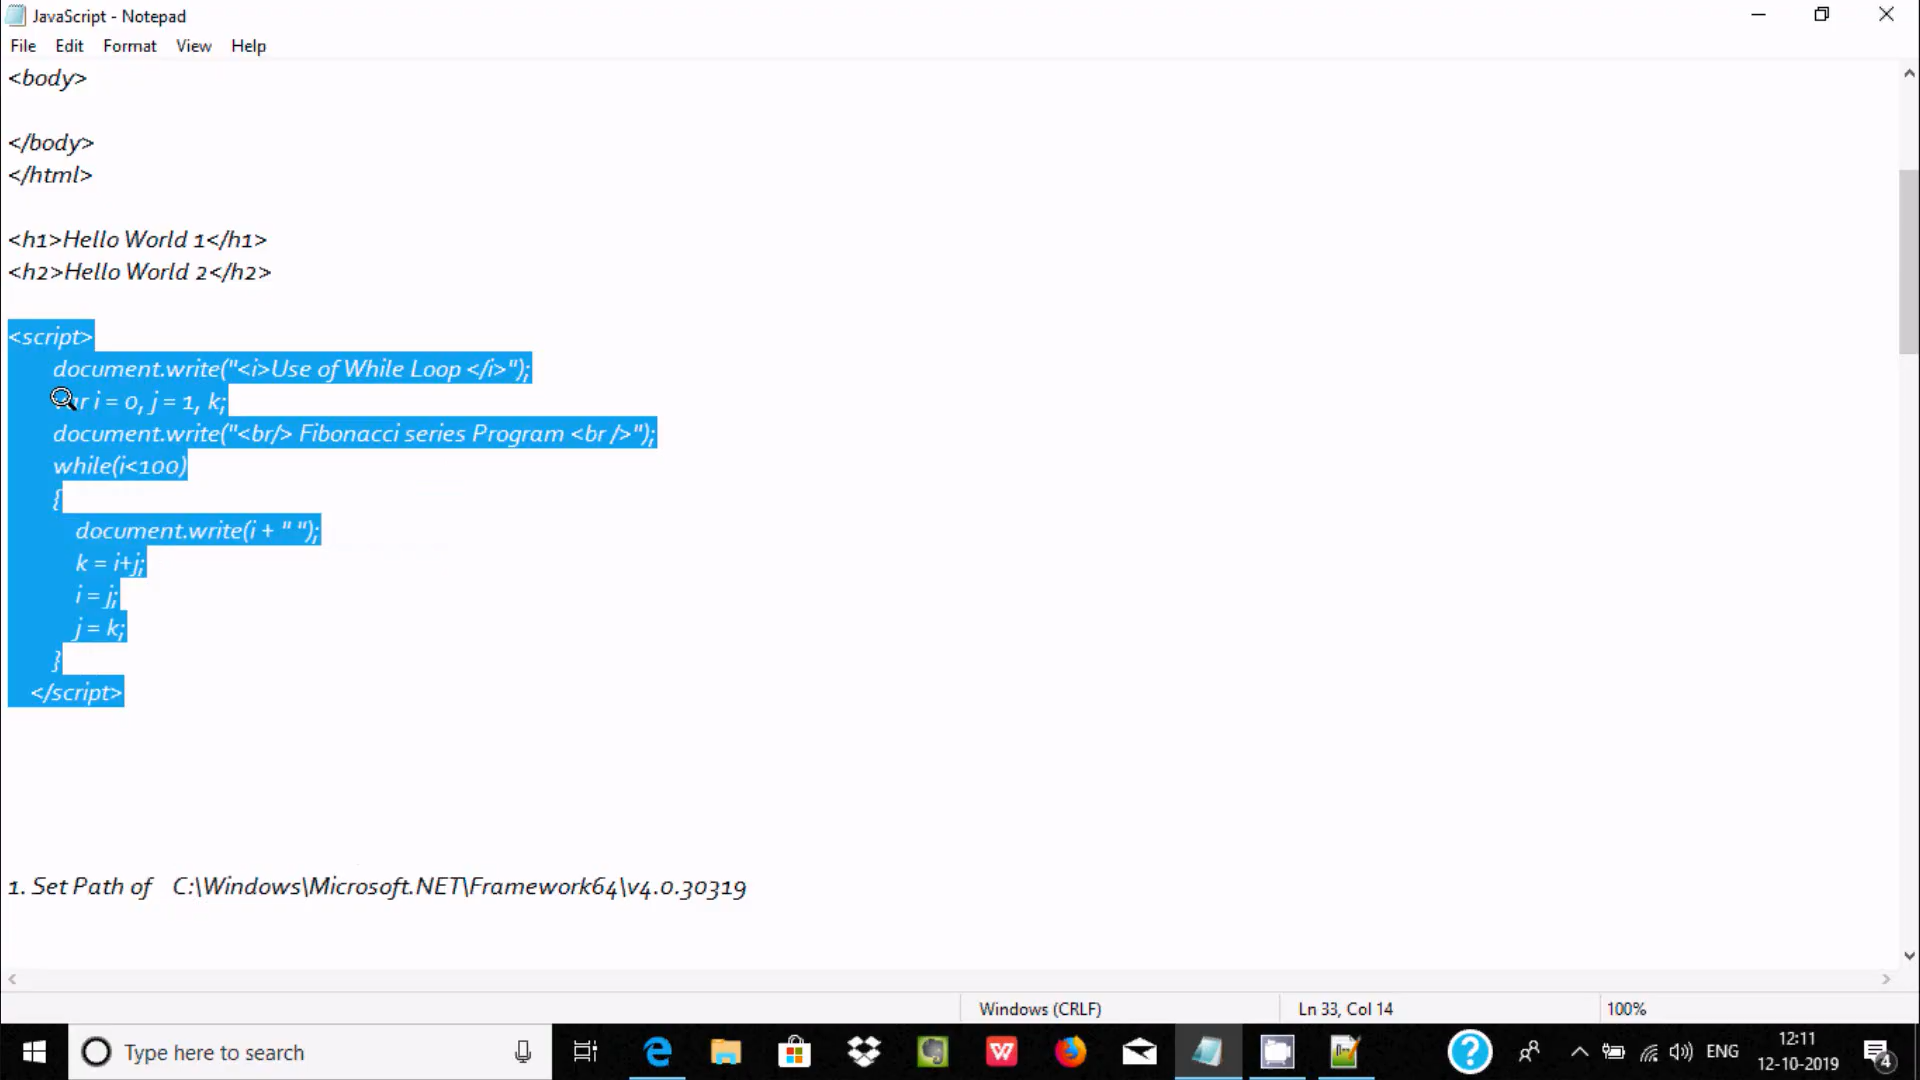 JavaScript - Notepad
File Edit Format View Help
<body>
</body>
</html>
<h1>Hello World 1</h1>
<h2>Hello World 2</h2>
<script>
document.write("<i>Use of While Loop </i>");
var i = 0, j = 1, k;
document.write("<br/> Fibonacci series Program <br />");
while(i<100)
{
document.write(i + " ");
k = i+j;
i = j;
j = k;
}
</script>
1. Set Path of C:\Windows\Microsoft.NET\Framework64\v4.0.30319
Windows (CRLF) Ln 33, Col 14 100%
Type here to search
W
?
ENG
12:11
12-10-2019
4